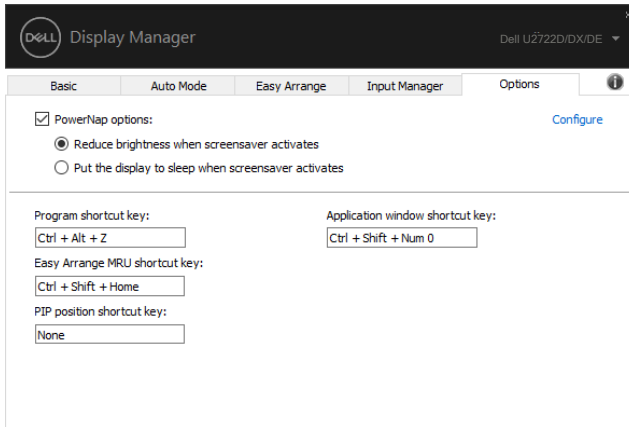 DELL Display Manager
Dell U2722D/DX/DE
Basic Auto Mode Easy Arrange Input Manager Options
PowerNap options: Configure
Reduce brightness when screensaver activates
Put the display to sleep when screensaver activates
Program shortcut key: Application window shortcut key:
Ctrl + Alt + Z Ctrl + Shift + Num 0
Easy Arrange MRU shortcut key:
Ctrl + Shift + Home
PIP position shortcut key:
None